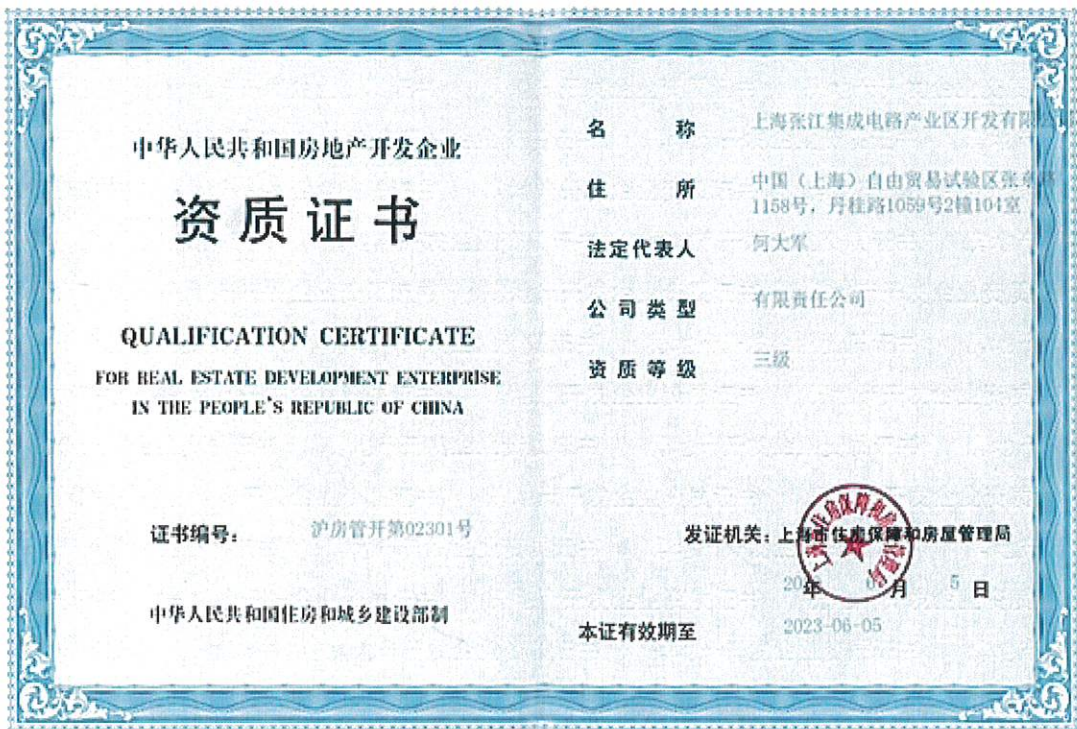 中华人民共和国房地产开发企业
资质证书
QUALIFICATION CERTIFICATE
FOR REAL ESTATE DEVELOPMENT ENTERPRISE
IN THE PEOPLE'S REPUBLIC OF CHINA
证书编号： 沪房管开第02301号
中华人民共和国住房和城乡建设部制
名 称 上海张江集成电路产业区开发有限
住 所 中国（上海）自由贸易试验区张
1158号，丹桂路1059号2幢104室
法定代表人 何大军
公司类型 有限责任公司
资质等级 三级
发证机关：上海市住房保障和房屋管理局
年 月 5 日
本证有效期至 2023-06-05